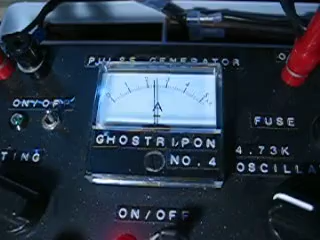 PULSE GENERATOR
ON/OFF
A
GHOSTRIPON
FUSE
NO. 4
4.73K
TING
OSCILLA
ON/OFF